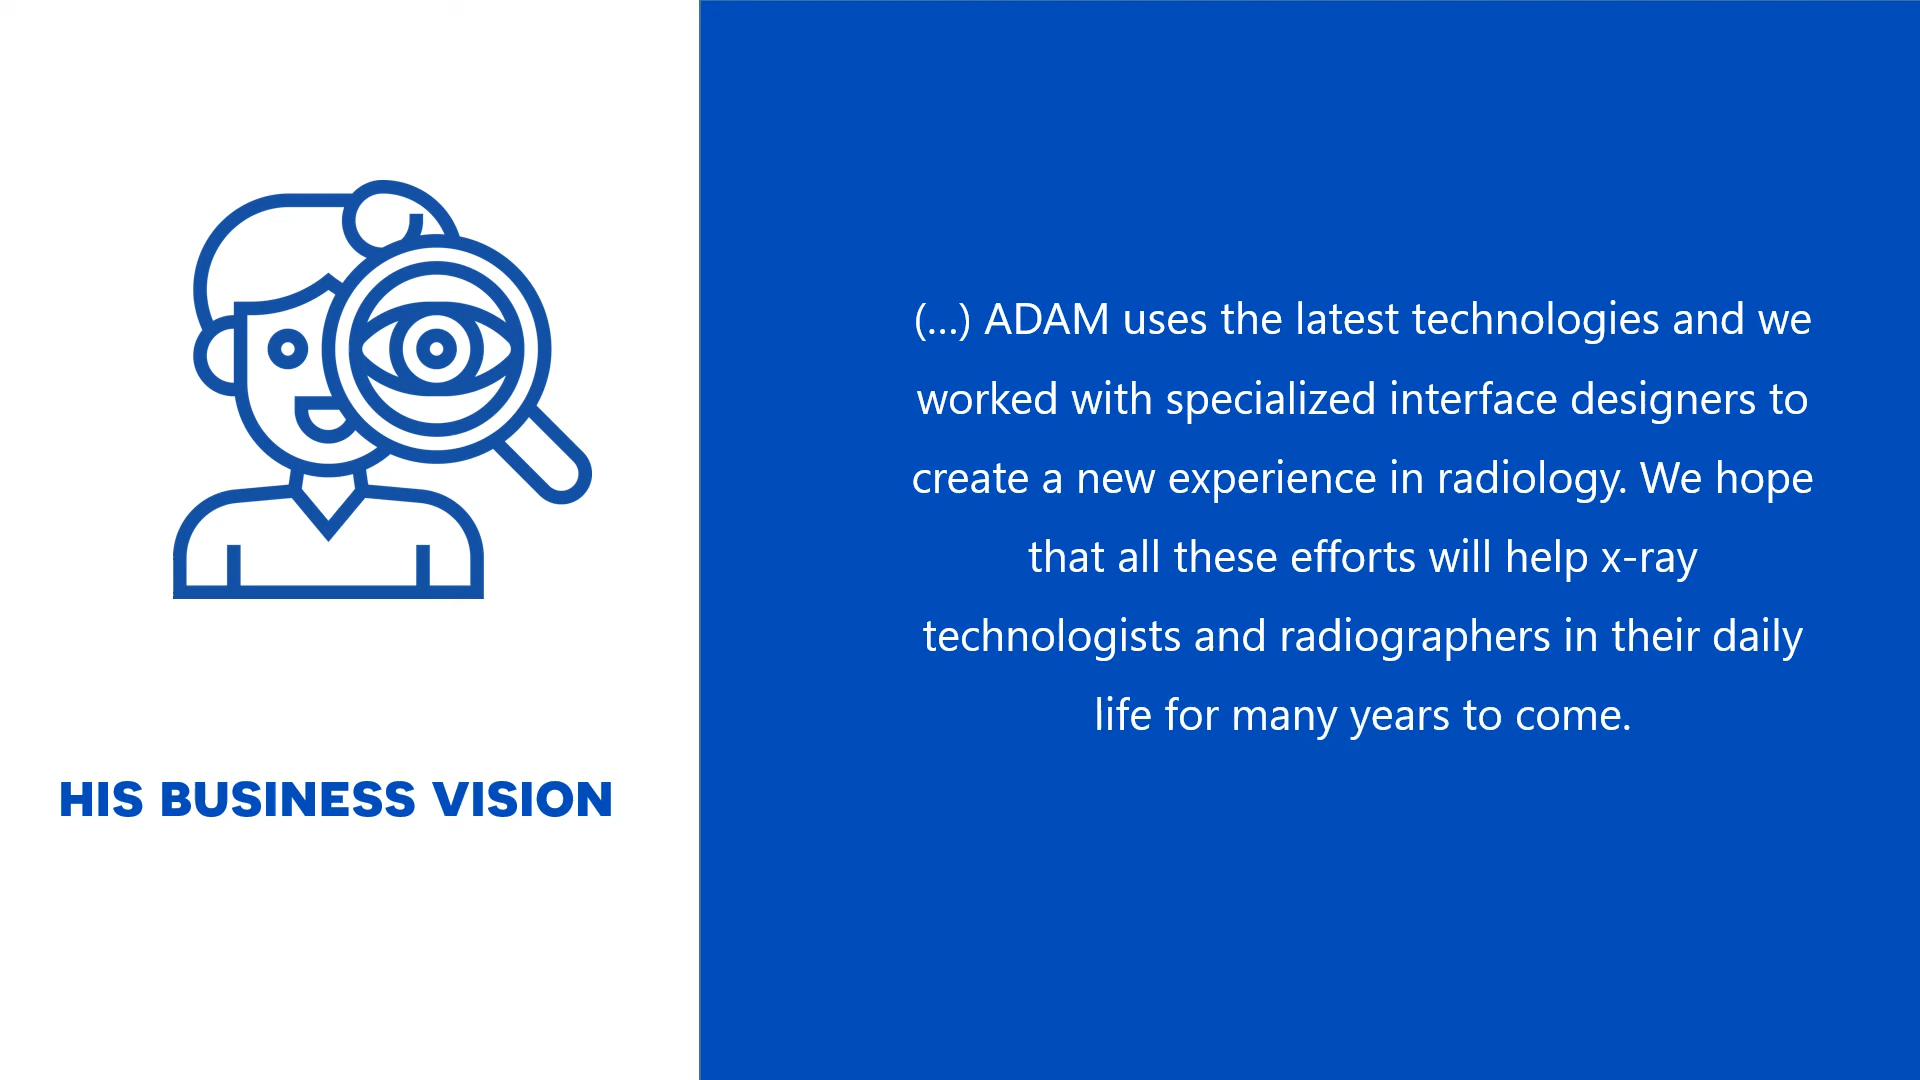 HIS BUSINESS VISION
(...) ADAM uses the latest technologies and we
worked with specialized interface designers to
create a new experience in radiology. We hope
that all these efforts will help x-ray
technologists and radiographers in their daily
life for many years to come.